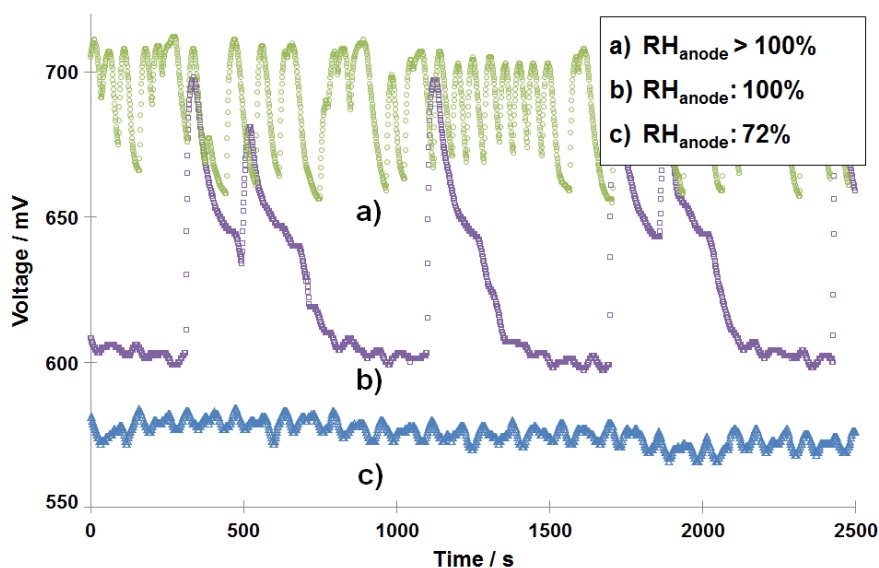 a) RHanode > 100%
b) RHanode: 100%
c) RHanode: 72%
Voltage / mV
700
650
600
550
a)
b)
c)
0 500 1000 1500 2000 2500
Time / s